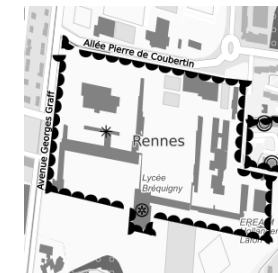 Allée Pierre de Coubertin
Avenue Georges Graff
Rennes
Lycée
Bréquigny
EREA